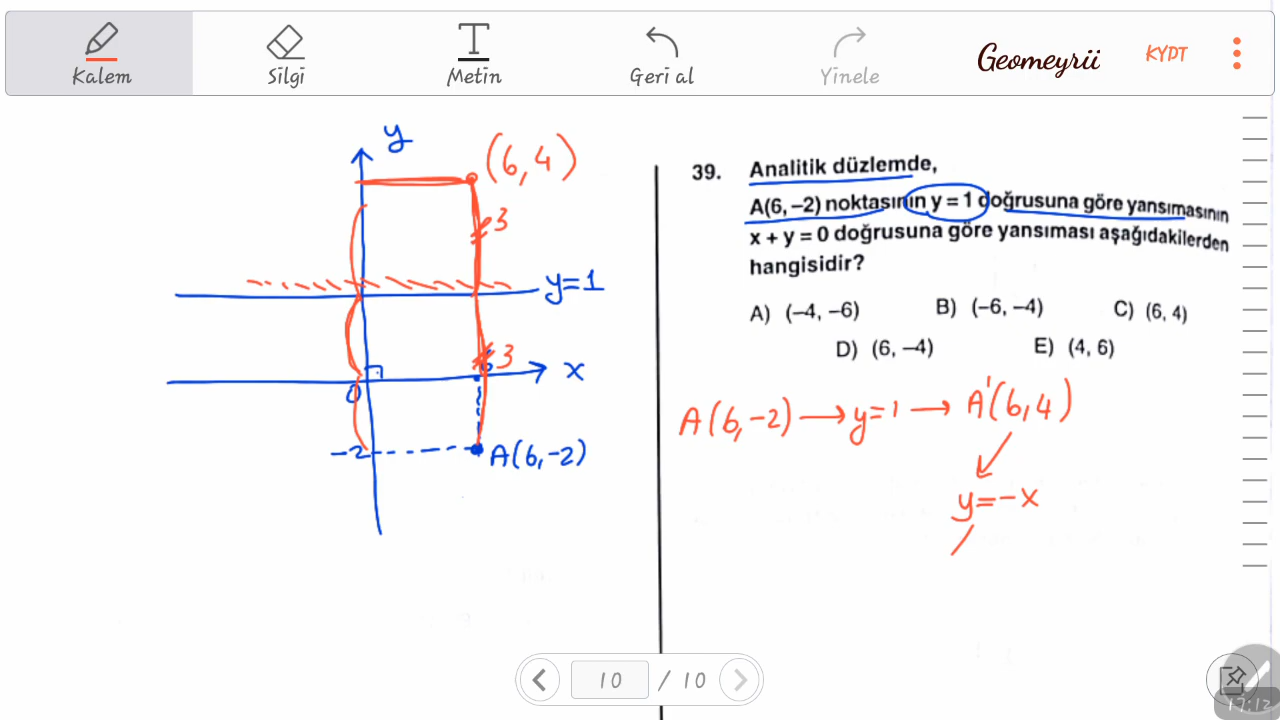 Kalem
Silgi
Metin
Geri al
Yinele
Geomeyrii
KYDT
y
(6, 4)
3
y=1
3
6
x
0
-2
A(6,-2)
39. Analitik düzlemde,
A(6, –2) noktasının y = 1 doğrusuna göre yansımasının
x + y = 0 doğrusuna göre yansıması aşağıdakilerden
hangisidir?
A) (–4, –6) B) (–6, –4) C) (6, 4)
D) (6, –4) E) (4, 6)
A(6,-2) → y=1 → A'(6,4)
y=-x
10 / 10
17:12